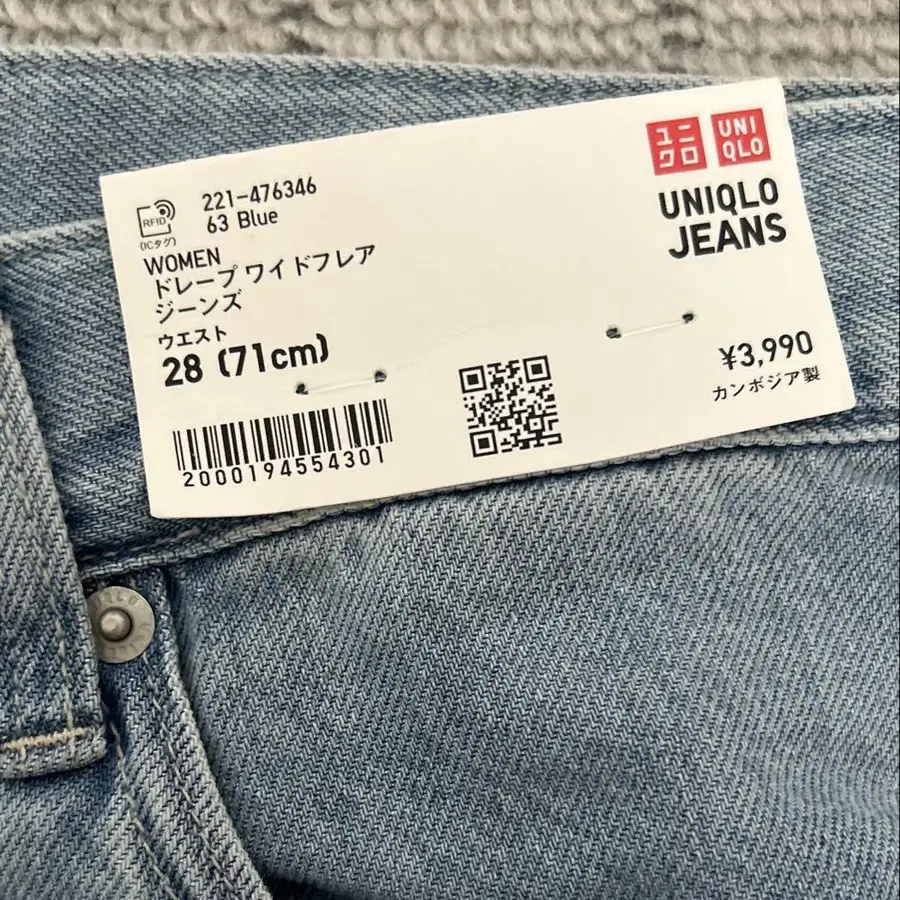 ユニ
クロ
UNI
QLO
UNIQLO
JEANS
RFID
(ICタグ)
221-476346
63 Blue
WOMEN
ドレープ ワイドフレア
ジーンズ
ウエスト
28 (71cm)
¥3,990
カンボジア製
2000194554301